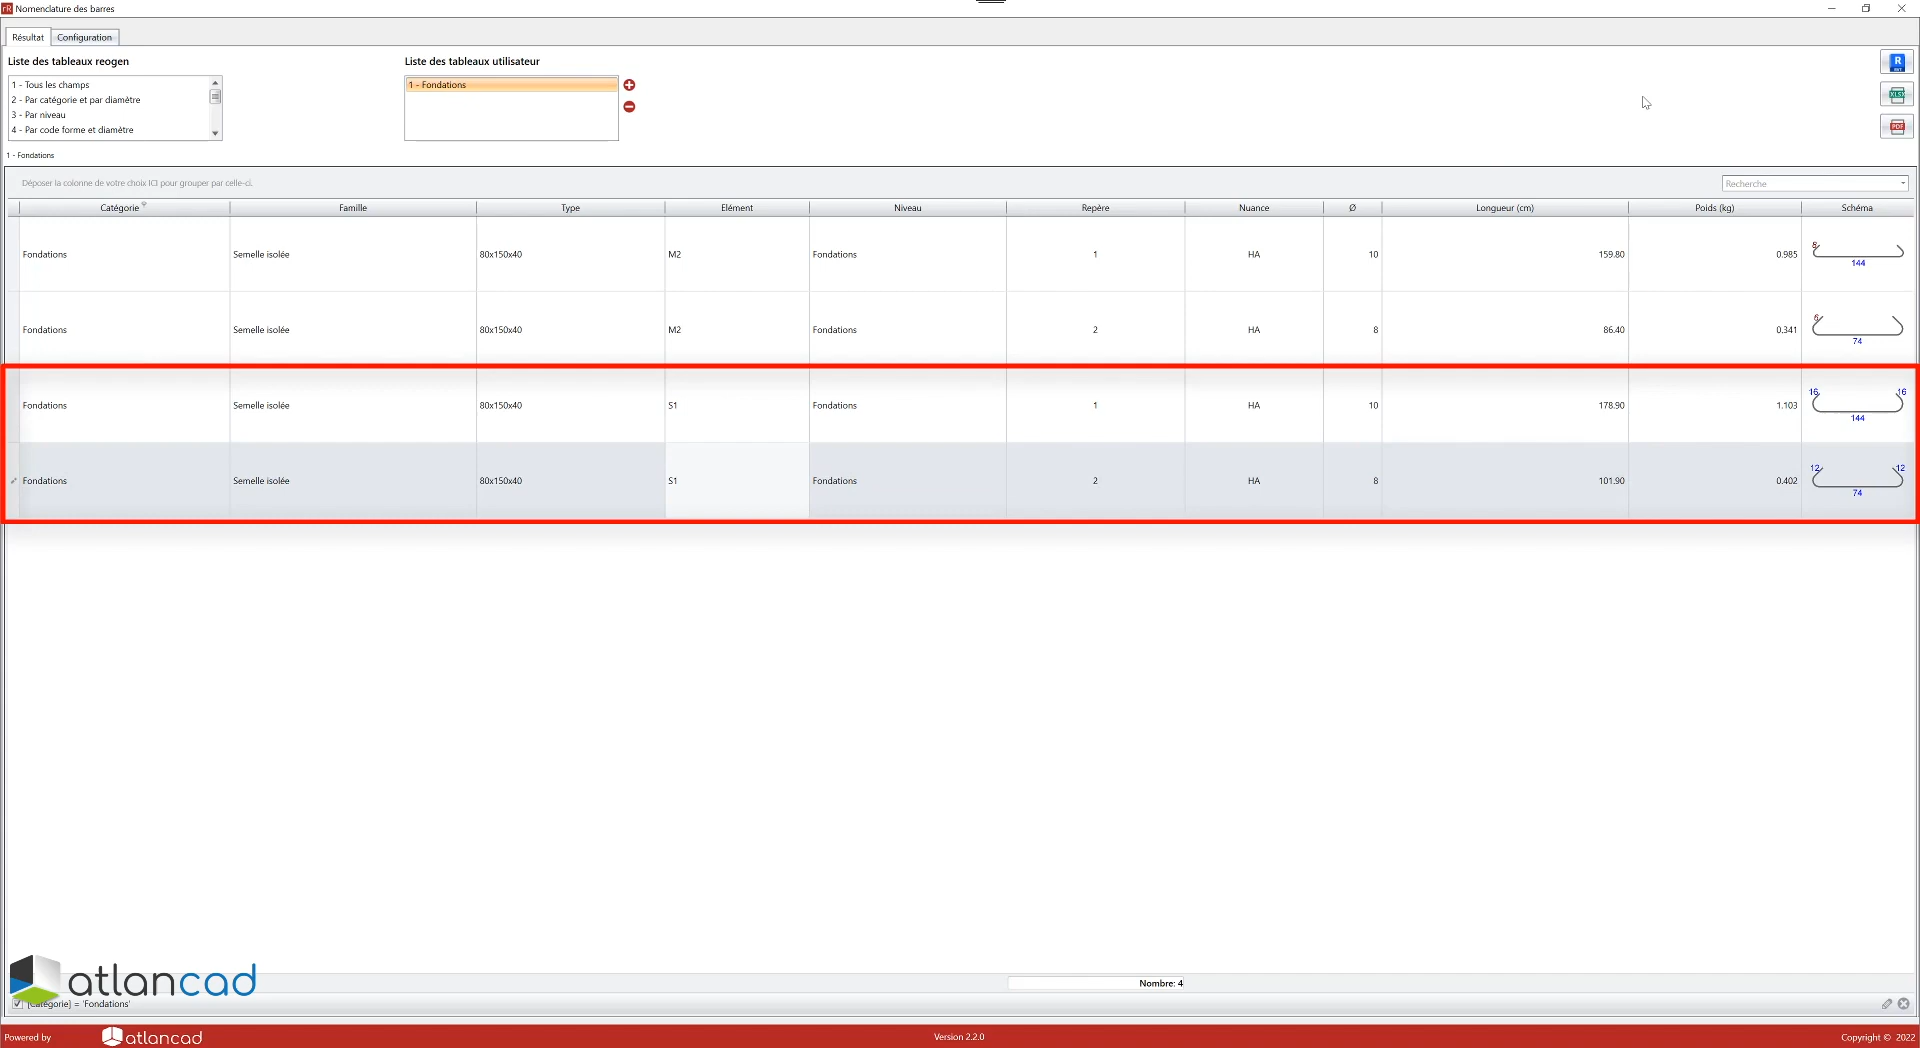 rR Nomenclature des barres
Résultat Configuration
Liste des tableaux reogen
Liste des tableaux utilisateur
1 - Tous les champs
2 - Par catégorie et par diamètre
3 - Par niveau
4 - Par code forme et diamètre
1 - Fondations
R
XLSX
PDF
1 - Fondations
Déposer la colonne de votre choix ICI pour grouper par celle-ci.
Recherche
Catégorie Famille Type Elément Niveau Repère Nuance Ø Longueur (cm) Poids (kg) Schéma
Fondations Semelle isolée 80x150x40 M2 Fondations 1 HA 10 159.80 0.985 8 144
Fondations Semelle isolée 80x150x40 M2 Fondations 2 HA 8 86.40 0.341 6 74
Fondations Semelle isolée 80x150x40 S1 Fondations 1 HA 10 178.90 1.103 16 16 144
Fondations Semelle isolée 80x150x40 S1 Fondations 2 HA 8 101.90 0.402 12 12 74
atlancad
Nombre: 4
[Catégorie] = 'Fondations'
Powered by atlancad
Version 2.2.0
Copyright © 2022